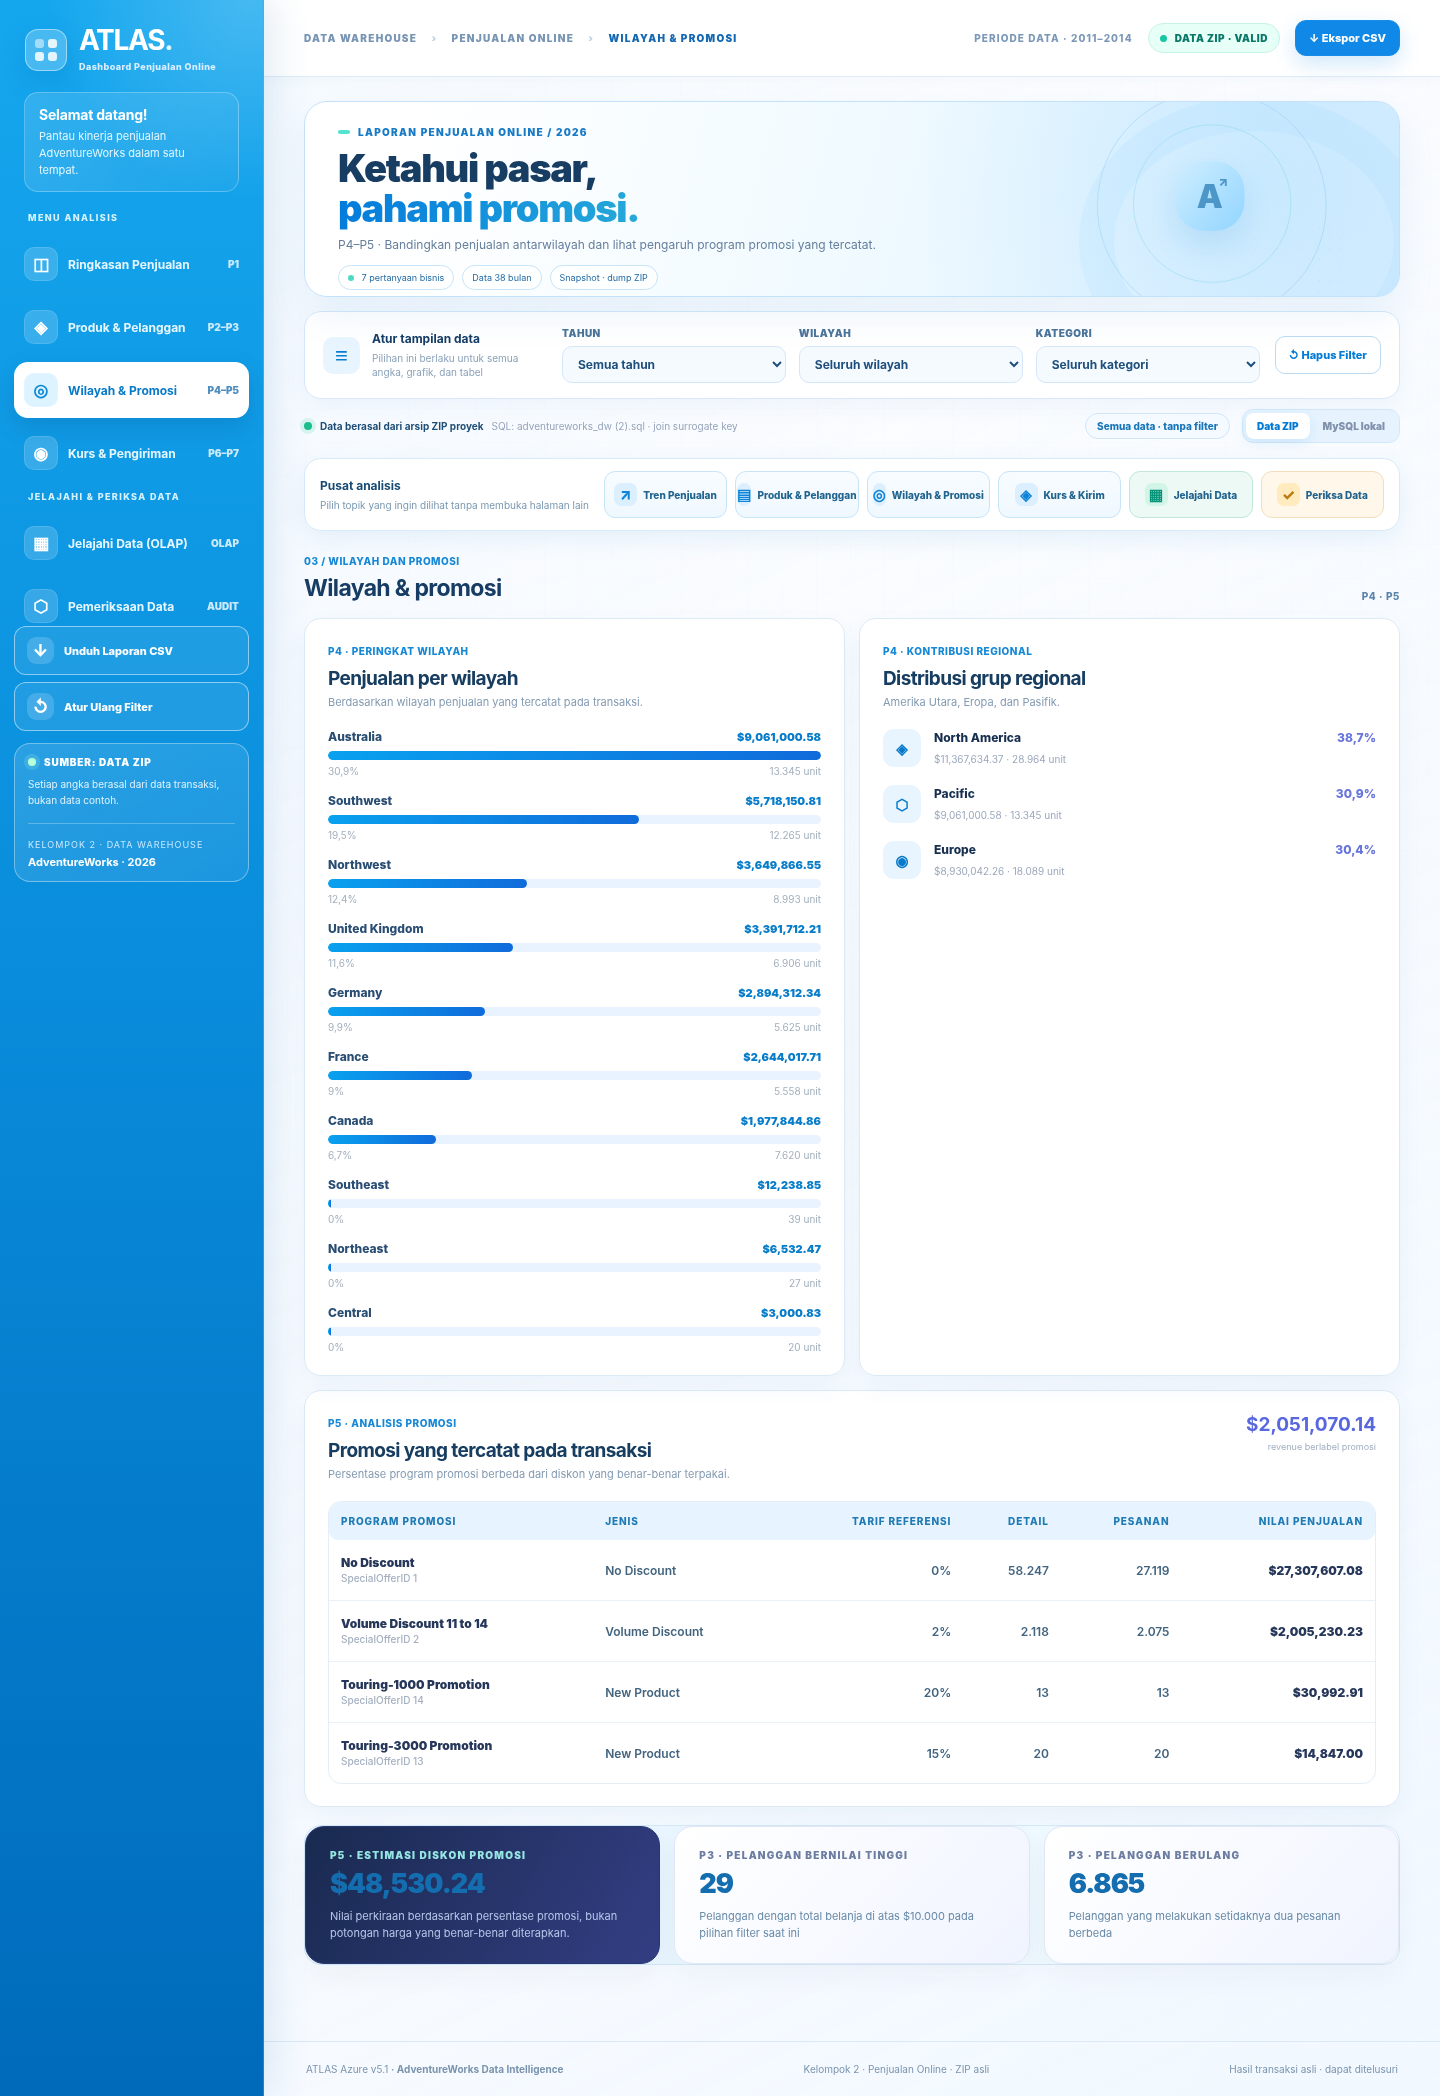 ATLAS.
Dashboard Penjualan Online
Selamat datang!
Pantau kinerja penjualan
AdventureWorks dalam satu
tempat.
MENU ANALISIS
Ringkasan Penjualan P1
Produk & Pelanggan P2–P3
Wilayah & Promosi P4–P5
Kurs & Pengiriman P6–P7
JELAJAHI & PERIKSA DATA
Jelajahi Data (OLAP) OLAP
Pemeriksaan Data AUDIT
↓ Unduh Laporan CSV
Atur Ulang Filter
SUMBER: DATA ZIP
Setiap angka berasal dari data transaksi,
bukan data contoh.
KELOMPOK 2 · DATA WAREHOUSE
AdventureWorks · 2026
DATA WAREHOUSE › PENJUALAN ONLINE › WILAYAH & PROMOSI
PERIODE DATA · 2011–2014
DATA ZIP · VALID
↓ Ekspor CSV
LAPORAN PENJUALAN ONLINE / 2026
Ketahui pasar,
pahami promosi.
P4–P5 · Bandingkan penjualan antarwilayah dan lihat pengaruh program promosi yang tercatat.
7 pertanyaan bisnis
Data 38 bulan
Snapshot · dump ZIP
A
Atur tampilan data
Pilihan ini berlaku untuk semua
angka, grafik, dan tabel
TAHUN
Semua tahun
WILAYAH
Seluruh wilayah
KATEGORI
Seluruh kategori
Hapus Filter
Data berasal dari arsip ZIP proyek SQL: adventureworks_dw (2).sql · join surrogate key
Semua data · tanpa filter
Data ZIP
MySQL lokal
Pusat analisis
Pilih topik yang ingin dilihat tanpa membuka halaman lain
Tren Penjualan
Produk & Pelanggan
Wilayah & Promosi
Kurs & Kirim
Jelajahi Data
Periksa Data
03 / WILAYAH DAN PROMOSI
Wilayah & promosi
P4 · P5
P4 · PERINGKAT WILAYAH
Penjualan per wilayah
Berdasarkan wilayah penjualan yang tercatat pada transaksi.
Australia $9,061,000.58
30,9% 13.345 unit
Southwest $5,718,150.81
19,5% 12.265 unit
Northwest $3,649,866.55
12,4% 8.993 unit
United Kingdom $3,391,712.21
11,6% 6.906 unit
Germany $2,894,312.34
9,9% 5.625 unit
France $2,644,017.71
9% 5.558 unit
Canada $1,977,844.86
6,7% 7.620 unit
Southeast $12,238.85
0% 39 unit
Northeast $6,532.47
0% 27 unit
Central $3,000.83
0% 20 unit
P4 · KONTRIBUSI REGIONAL
Distribusi grup regional
Amerika Utara, Eropa, dan Pasifik.
North America 38,7%
$11,367,634.37 · 28.964 unit
Pacific 30,9%
$9,061,000.58 · 13.345 unit
Europe 30,4%
$8,930,042.26 · 18.089 unit
P5 · ANALISIS PROMOSI
Promosi yang tercatat pada transaksi
Persentase program promosi berbeda dari diskon yang benar-benar terpakai.
$2,051,070.14
revenue berlabel promosi
PROGRAM PROMOSI JENIS TARIF REFERENSI DETAIL PESANAN NILAI PENJUALAN
No Discount
SpecialOfferID 1
No Discount 0% 58.247 27.119 $27,307,607.08
Volume Discount 11 to 14
SpecialOfferID 2
Volume Discount 2% 2.118 2.075 $2,005,230.23
Touring-1000 Promotion
SpecialOfferID 14
New Product 20% 13 13 $30,992.91
Touring-3000 Promotion
SpecialOfferID 13
New Product 15% 20 20 $14,847.00
P5 · ESTIMASI DISKON PROMOSI
$48,530.24
Nilai perkiraan berdasarkan persentase promosi, bukan
potongan harga yang benar-benar diterapkan.
P3 · PELANGGAN BERNILAI TINGGI
29
Pelanggan dengan total belanja di atas $10.000 pada
pilihan filter saat ini
P3 · PELANGGAN BERULANG
6.865
Pelanggan yang melakukan setidaknya dua pesanan
berbeda
ATLAS Azure v5.1 · AdventureWorks Data Intelligence
Kelompok 2 · Penjualan Online · ZIP asli
Hasil transaksi asli · dapat ditelusuri